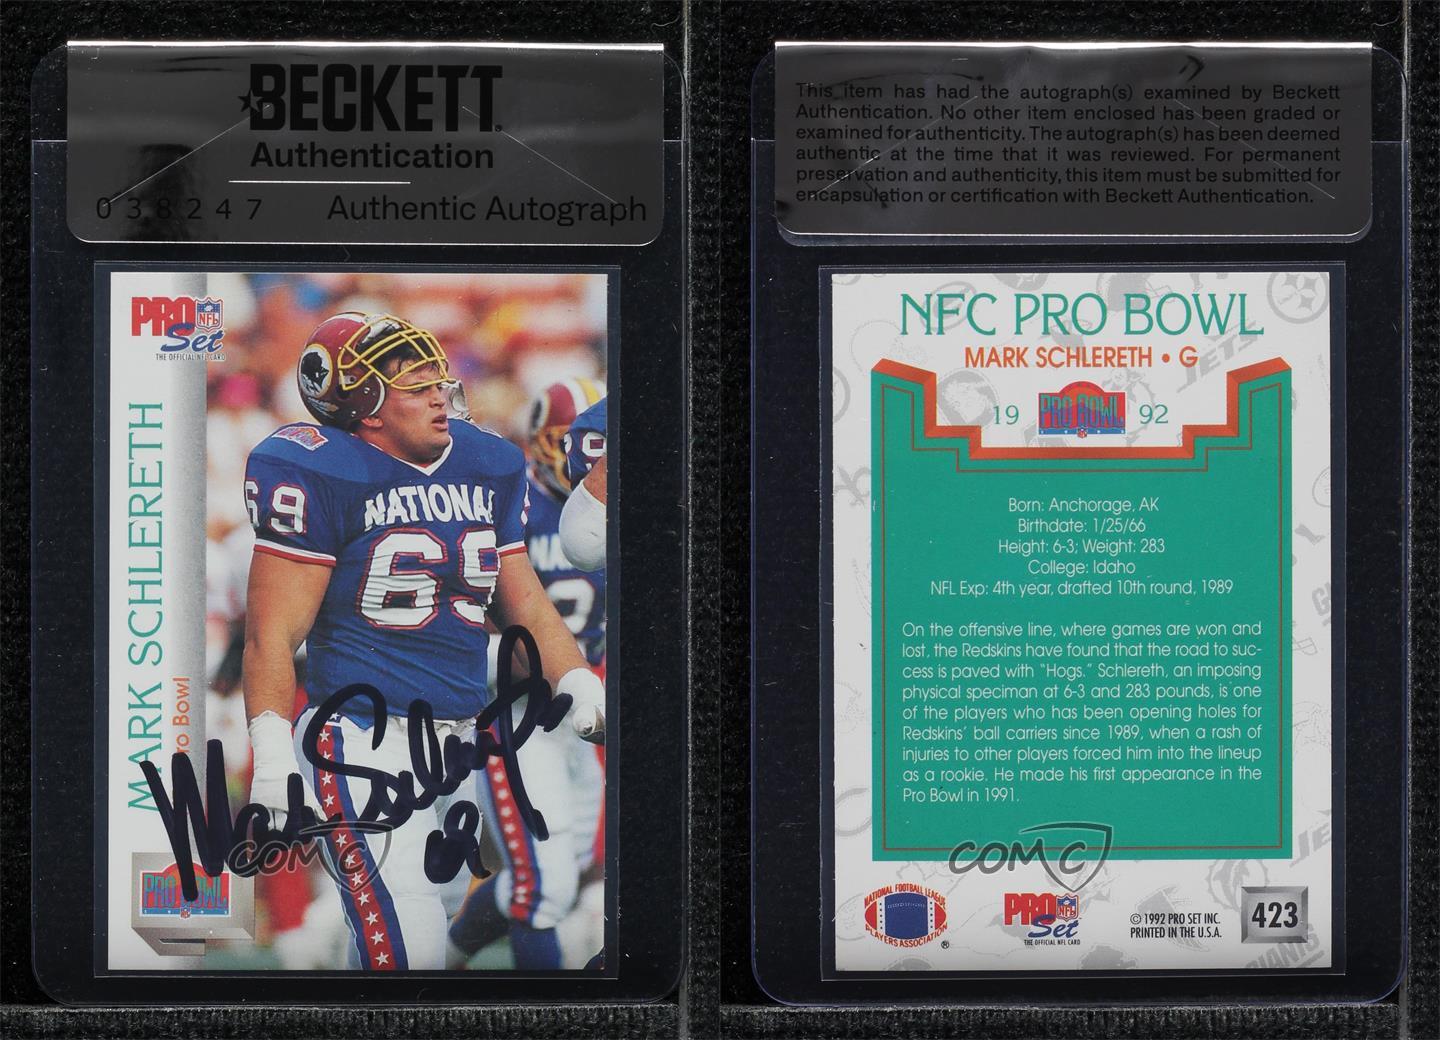 BECKETT
Authentication
038247 Authentic Autograph
PRO
Set
NFL
THE OFFICIAL NFL CARD
MARK SCHLERETH
ro Bowl
69
NATIONAL
69
69
PRO BOWL
COMC
This item has had the autograph(s) examined by Beckett
Authentication. No other item enclosed has been graded or
examined for authenticity. The autograph(s) has been deemed
authentic at the time that it was reviewed. For permanent
preservation and authenticity, this item must be submitted for
encapsulation or certification with Beckett Authentication.
NFC PRO BOWL
MARK SCHLERETH • G
19 PRO BOWL 92
Born: Anchorage, AK
Birthdate: 1/25/66
Height: 6-3; Weight: 283
College: Idaho
NFL Exp: 4th year, drafted 10th round, 1989
On the offensive line, where games are won and
lost, the Redskins have found that the road to suc-
cess is paved with "Hogs." Schlereth, an imposing
physical speciman at 6-3 and 283 pounds, is one
of the players who has been opening holes for
Redskins' ball carriers since 1989, when a rash of
injuries to other players forced him into the lineup
as a rookie. He made his first appearance in the
Pro Bowl in 1991.
COMC
NATIONAL FOOTBALL LEAGUE
PLAYERS ASSOCIATION
®
PRO
Set
NFL
THE OFFICIAL NFL CARD
© 1992 PRO SET INC.
PRINTED IN THE U.S.A.
423
JETS
GIANTS